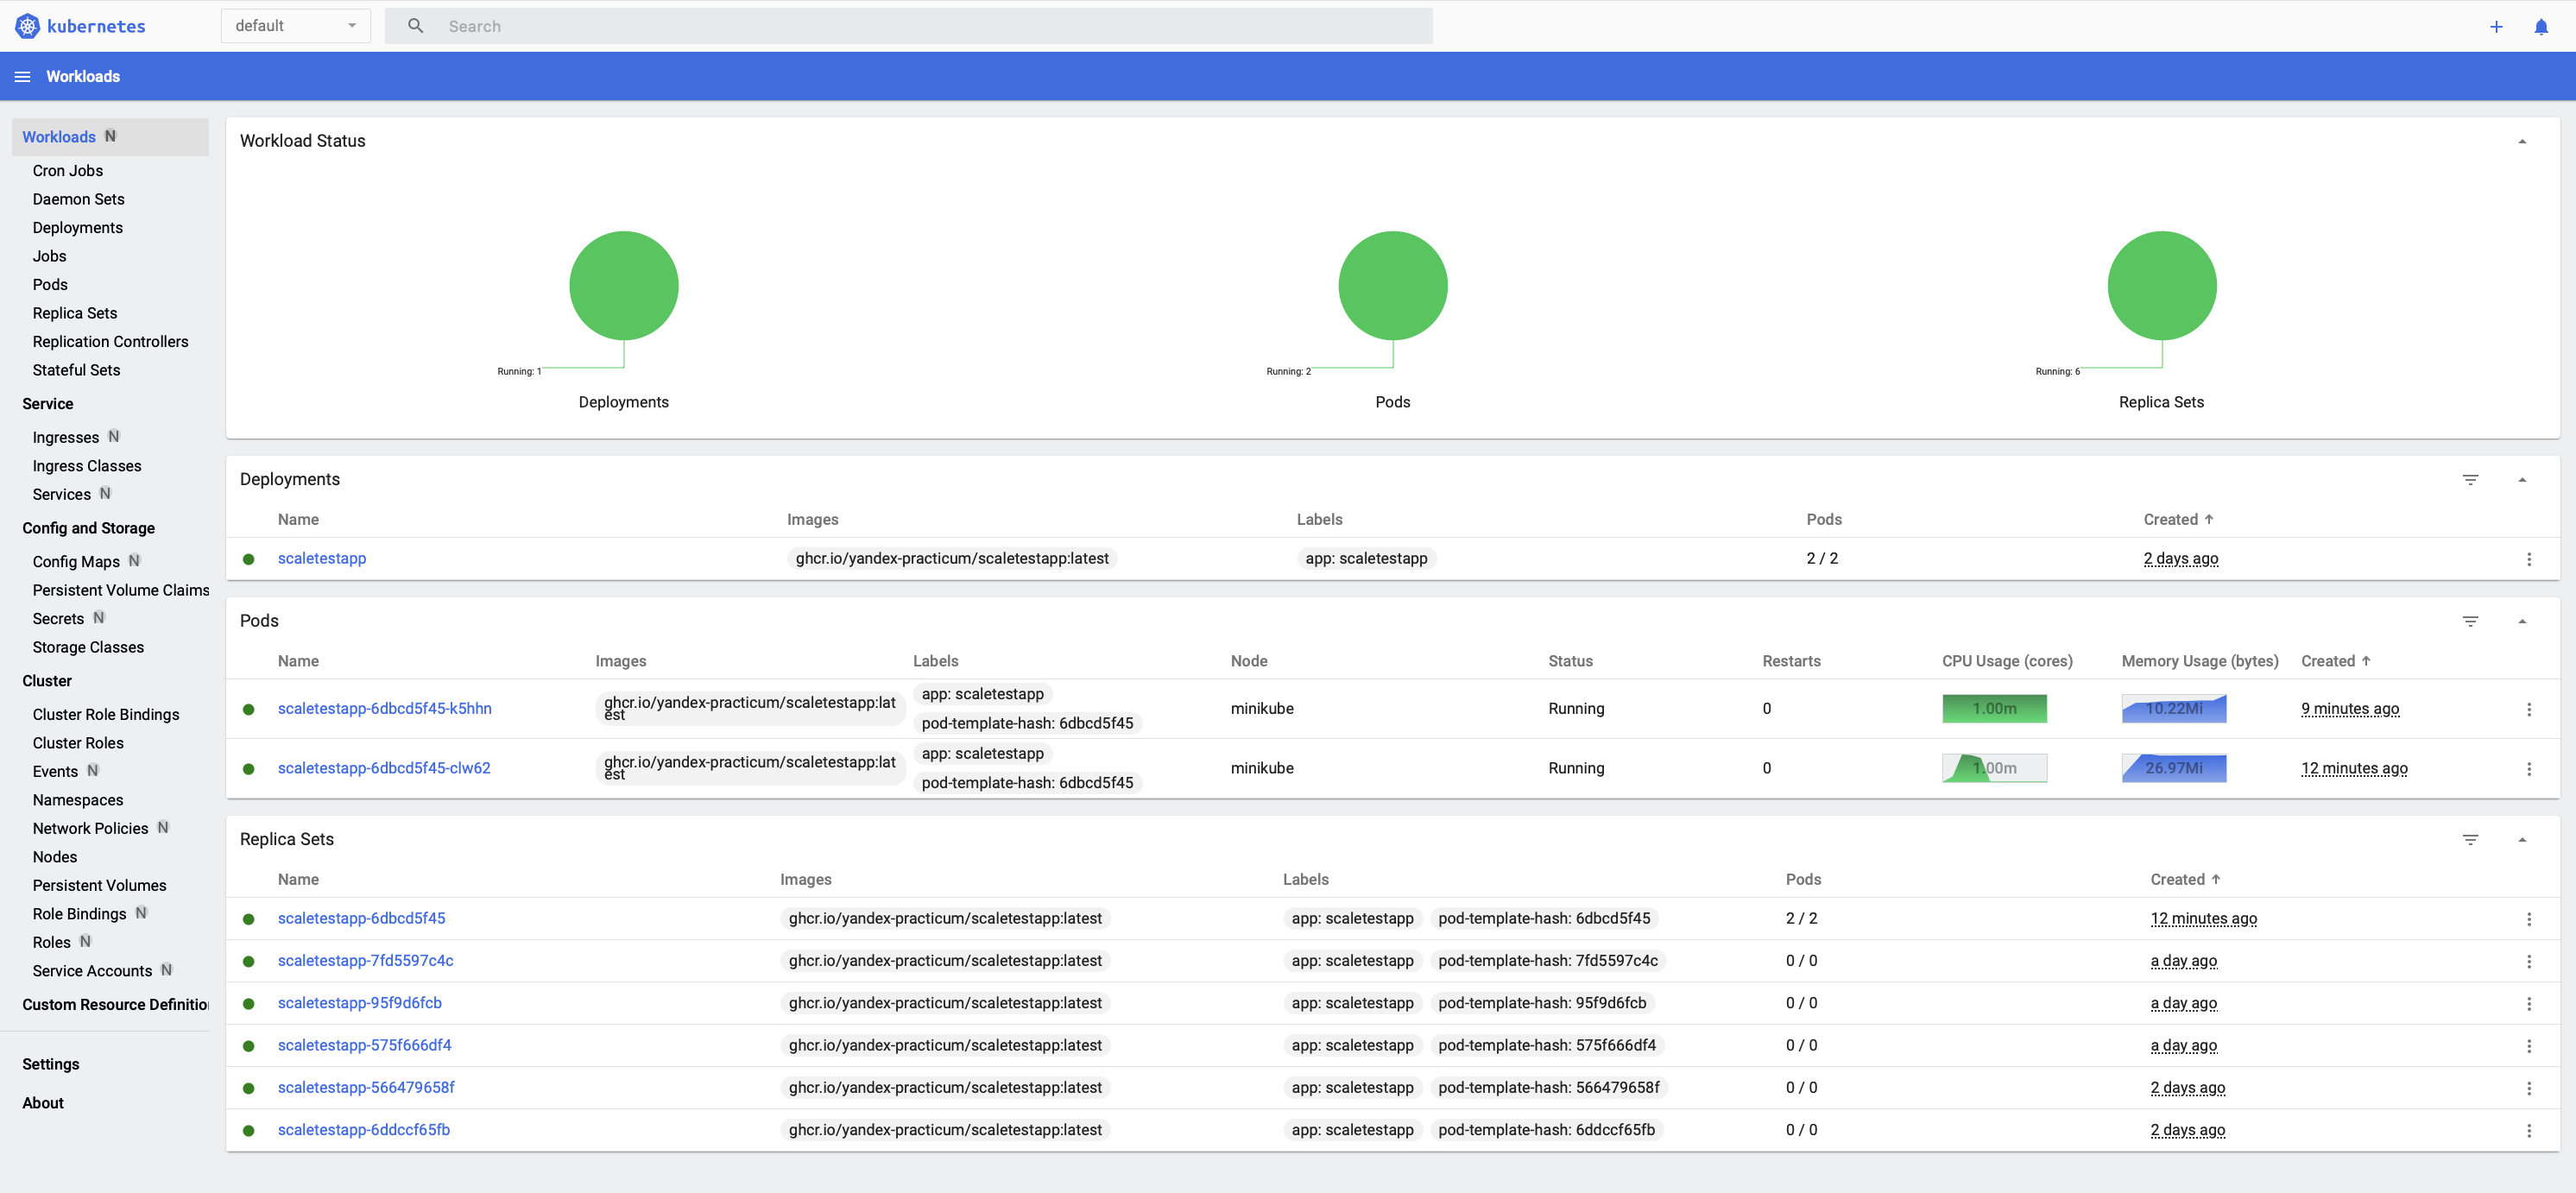 kubernetes
default
Search
Workloads
Workloads N
Cron Jobs
Daemon Sets
Deployments
Jobs
Pods
Replica Sets
Replication Controllers
Stateful Sets
Service
Ingresses N
Ingress Classes
Services N
Config and Storage
Config Maps N
Persistent Volume Claims
Secrets N
Storage Classes
Cluster
Cluster Role Bindings
Cluster Roles
Events N
Namespaces
Network Policies N
Nodes
Persistent Volumes
Role Bindings N
Roles N
Service Accounts N
Custom Resource Definitio
Settings
About
Workload Status
Running: 1
Deployments
Running: 2
Pods
Running: 6
Replica Sets
Deployments
Name Images Labels Pods Created
scaletestapp ghcr.io/yandex-practicum/scaletestapp:latest app: scaletestapp 2 / 2 2 days ago
Pods
Name Images Labels Node Status Restarts CPU Usage (cores) Memory Usage (bytes) Created
scaletestapp-6dbcd5f45-k5hhn ghcr.io/yandex-practicum/scaletestapp:lat
est app: scaletestapp
pod-template-hash: 6dbcd5f45 minikube Running 0 1.00m 10.22Mi 9 minutes ago
scaletestapp-6dbcd5f45-clw62 ghcr.io/yandex-practicum/scaletestapp:lat
est app: scaletestapp
pod-template-hash: 6dbcd5f45 minikube Running 0 1.00m 26.97Mi 12 minutes ago
Replica Sets
Name Images Labels Pods Created
scaletestapp-6dbcd5f45 ghcr.io/yandex-practicum/scaletestapp:latest app: scaletestapp pod-template-hash: 6dbcd5f45 2 / 2 12 minutes ago
scaletestapp-7fd5597c4c ghcr.io/yandex-practicum/scaletestapp:latest app: scaletestapp pod-template-hash: 7fd5597c4c 0 / 0 a day ago
scaletestapp-95f9d6fcb ghcr.io/yandex-practicum/scaletestapp:latest app: scaletestapp pod-template-hash: 95f9d6fcb 0 / 0 a day ago
scaletestapp-575f666df4 ghcr.io/yandex-practicum/scaletestapp:latest app: scaletestapp pod-template-hash: 575f666df4 0 / 0 a day ago
scaletestapp-566479658f ghcr.io/yandex-practicum/scaletestapp:latest app: scaletestapp pod-template-hash: 566479658f 0 / 0 2 days ago
scaletestapp-6ddccf65fb ghcr.io/yandex-practicum/scaletestapp:latest app: scaletestapp pod-template-hash: 6ddccf65fb 0 / 0 2 days ago